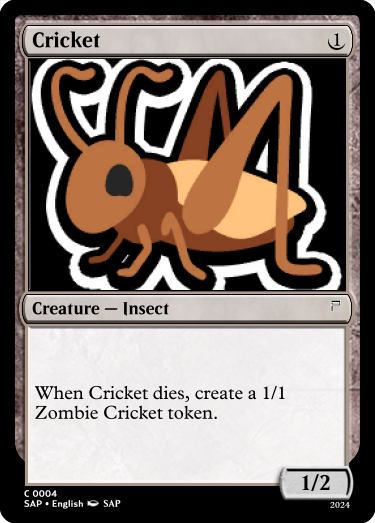 Cricket 1
Creature — Insect
When Cricket dies, create a 1/1
Zombie Cricket token.
1/2
C 0004
SAP • English SAP
2024